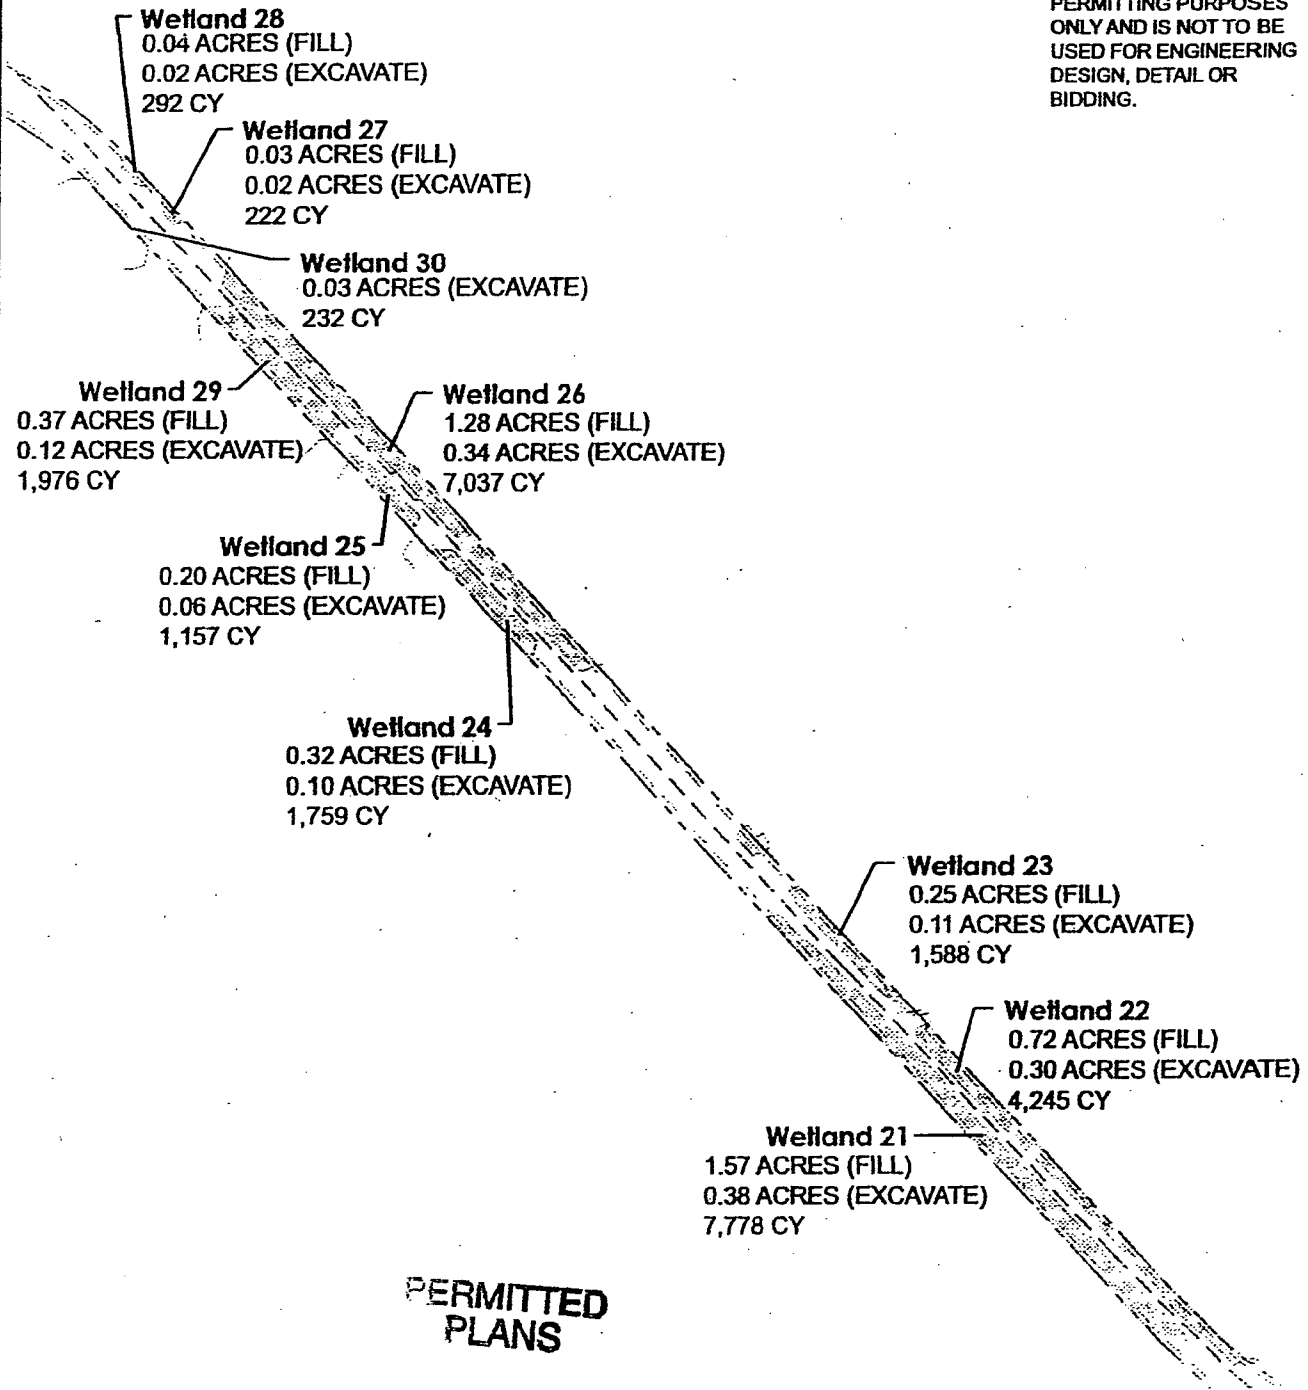 PERMITTING PURPOSES
ONLY AND IS NOT TO BE
USED FOR ENGINEERING
DESIGN, DETAIL OR
BIDDING.
Wetland 28
0.04 ACRES (FILL)
0.02 ACRES (EXCAVATE)
292 CY
Wetland 27
0.03 ACRES (FILL)
0.02 ACRES (EXCAVATE)
222 CY
Wetland 30
0.03 ACRES (EXCAVATE)
232 CY
Wetland 29
0.37 ACRES (FILL)
0.12 ACRES (EXCAVATE)
1,976 CY
Wetland 26
1.28 ACRES (FILL)
0.34 ACRES (EXCAVATE)
7,037 CY
Wetland 25
0.20 ACRES (FILL)
0.06 ACRES (EXCAVATE)
1,157 CY
Wetland 24
0.32 ACRES (FILL)
0.10 ACRES (EXCAVATE)
1,759 CY
Wetland 23
0.25 ACRES (FILL)
0.11 ACRES (EXCAVATE)
1,588 CY
Wetland 22
0.72 ACRES (FILL)
0.30 ACRES (EXCAVATE)
4,245 CY
Wetland 21
1.57 ACRES (FILL)
0.38 ACRES (EXCAVATE)
7,778 CY
PERMITTED
PLANS